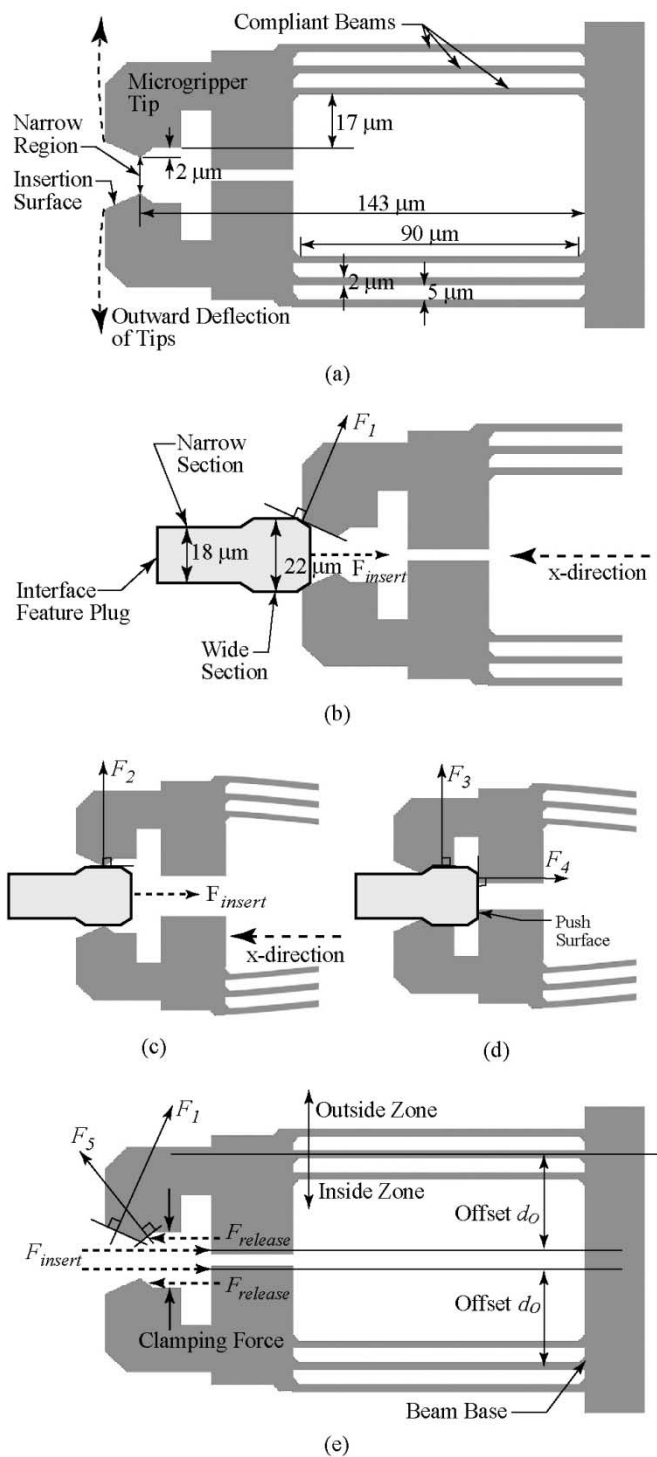 Compliant Beams
Microgripper
Tip
17 μm
Narrow
Region
2 μm
Insertion
Surface
143 μm
90 μm
2 μm
5 μm
Outward Deflection
of Tips
(a)
F1
Narrow
Section
18 μm
22 μm
Finsert
x-direction
Interface
Feature Plug
Wide
Section
(b)
F2
Finsert
x-direction
(c)
F3
F4
Push
Surface
(d)
F1
F5
Outside Zone
Inside Zone
Offset dO
Frelease
Finsert
Frelease
Offset dO
Clamping Force
Beam Base
(e)